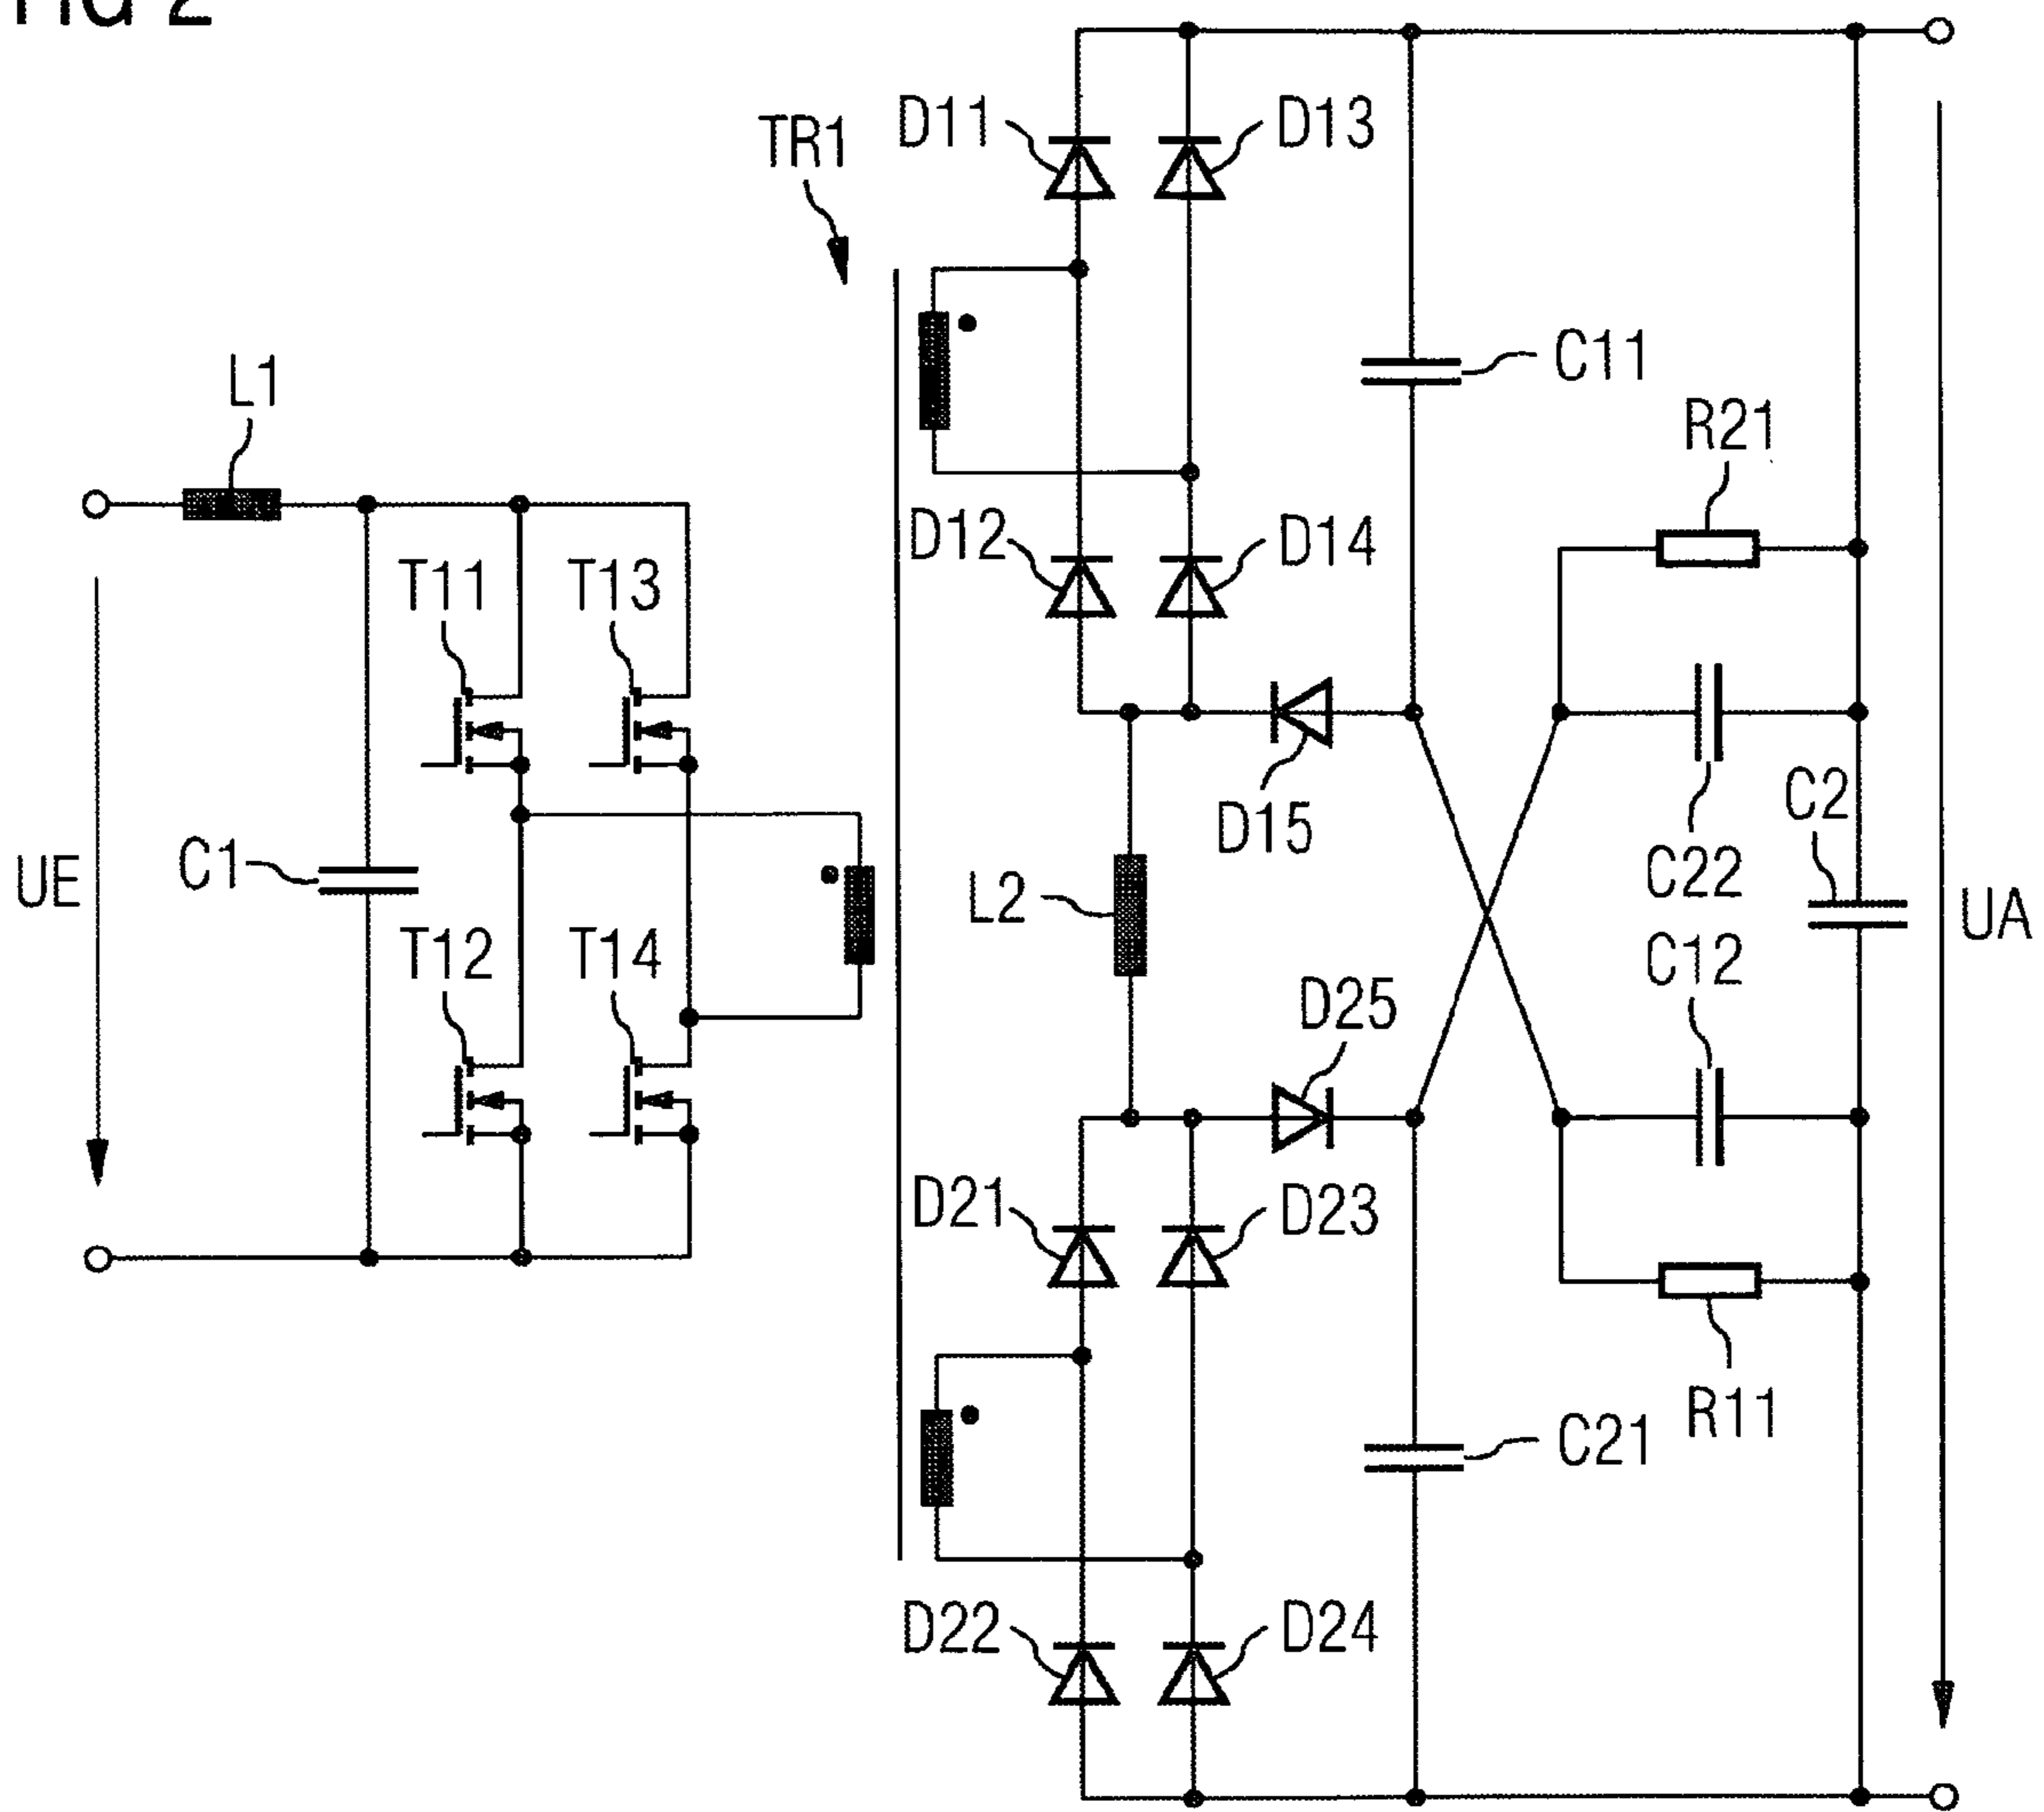 FIG 2
TR1
D11
D13
C11
L1
R21
D12
D14
T11
T13
D15
C2
C22
UE
C1
L2
UA
T12
T14
C12
D25
D21
D23
R11
C21
D22
D24